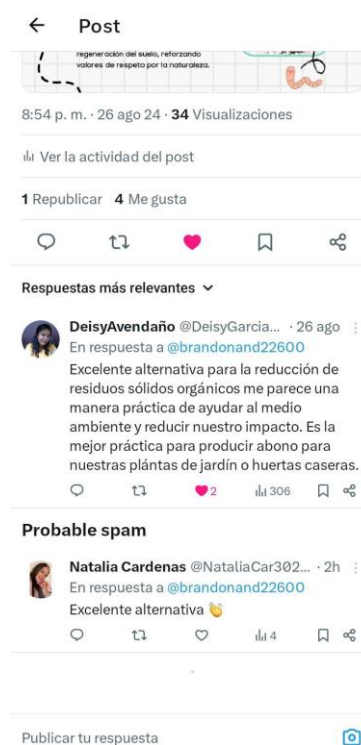 Post
regeneración del suelo, reforzando
valores de respeto por la naturaleza.
8:54 p. m. · 26 ago 24 · 34 Visualizaciones
Ver la actividad del post
1 Republicar 4 Me gusta
Respuestas más relevantes
DeisyAvendaño @DeisyGarcia... · 26 ago
En respuesta a @brandonand22600
Excelente alternativa para la reducción de
residuos sólidos orgánicos me parece una
manera práctica de ayudar al medio
ambiente y reducir nuestro impacto. Es la
mejor práctica para producir abono para
nuestras plántas de jardín o huertas caseras.
2 306
Probable spam
Natalia Cardenas @NataliaCar302... · 2h
En respuesta a @brandonand22600
Excelente alternativa 👏
4
Publicar tu respuesta